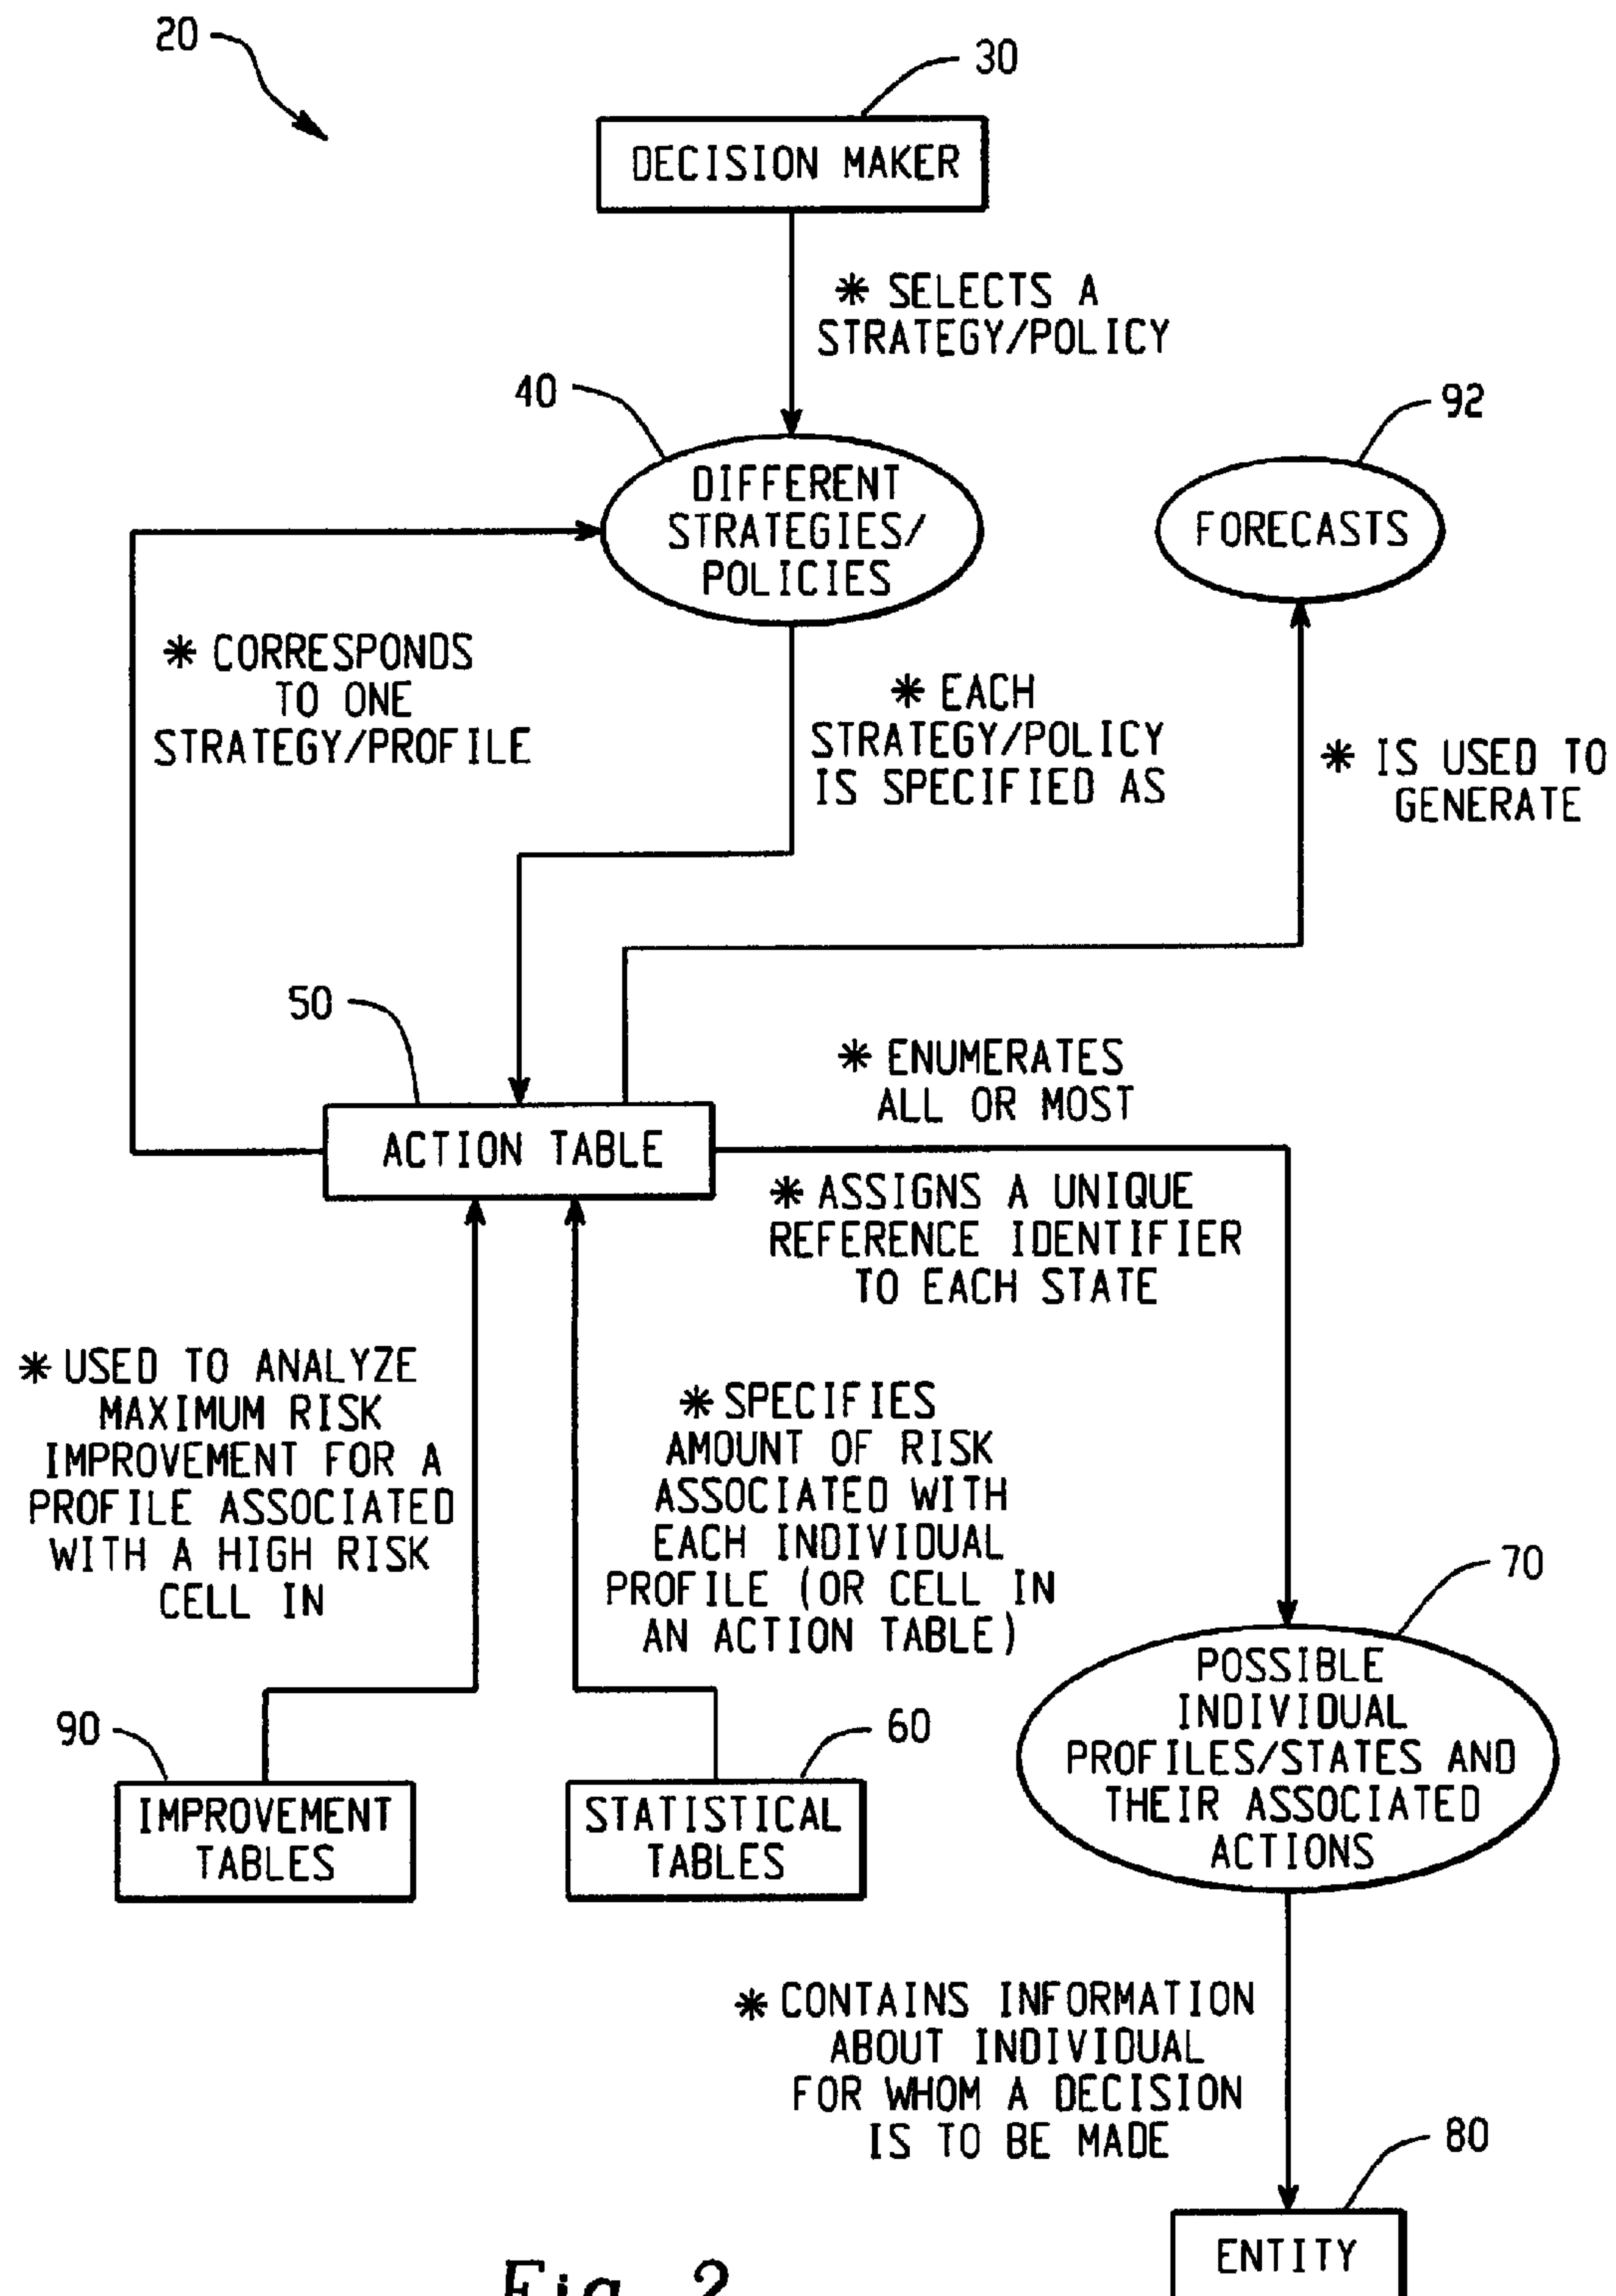 20
30
DECISION MAKER
* SELECTS A
STRATEGY/POLICY
40
92
DIFFERENT
STRATEGIES/
POLICIES
FORECASTS
* CORRESPONDS
TO ONE
STRATEGY/PROFILE
* EACH
STRATEGY/POLICY
IS SPECIFIED AS
* IS USED TO
GENERATE
50
* ENUMERATES
ALL OR MOST
ACTION TABLE
* ASSIGNS A UNIQUE
REFERENCE IDENTIFIER
TO EACH STATE
* USED TO ANALYZE
MAXIMUM RISK
IMPROVEMENT FOR A
PROFILE ASSOCIATED
WITH A HIGH RISK
CELL IN
* SPECIFIES
AMOUNT OF RISK
ASSOCIATED WITH
EACH INDIVIDUAL
PROFILE (OR CELL IN
AN ACTION TABLE)
70
POSSIBLE
INDIVIDUAL
PROFILES/STATES AND
THEIR ASSOCIATED
ACTIONS
90
IMPROVEMENT
TABLES
60
STATISTICAL
TABLES
* CONTAINS INFORMATION
ABOUT INDIVIDUAL
FOR WHOM A DECISION
IS TO BE MADE
80
ENTITY
Fig. 2